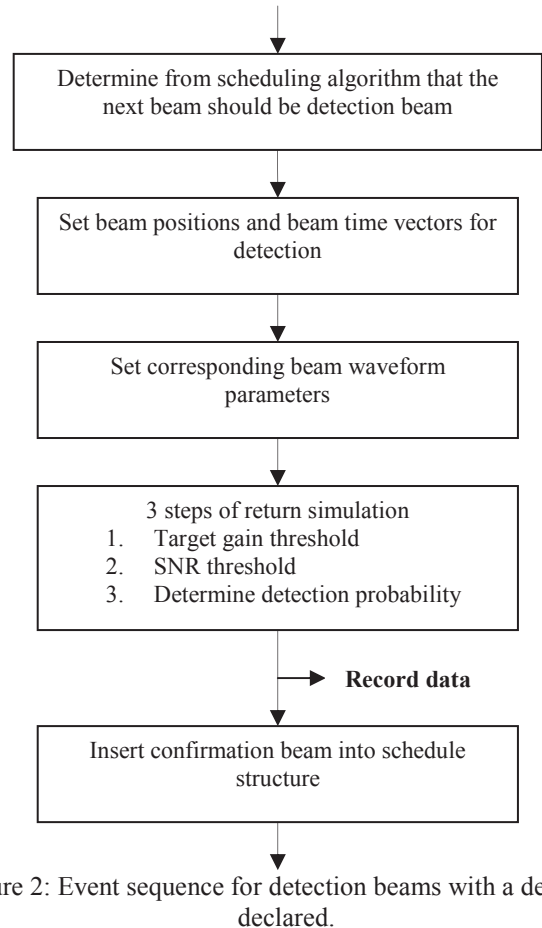 Determine from scheduling algorithm that the
next beam should be detection beam
Set beam positions and beam time vectors for
detection
Set corresponding beam waveform
parameters
3 steps of return simulation
1. Target gain threshold
2. SNR threshold
3. Determine detection probability
Record data
Insert confirmation beam into schedule
structure
ure 2: Event sequence for detection beams with a de
declared.